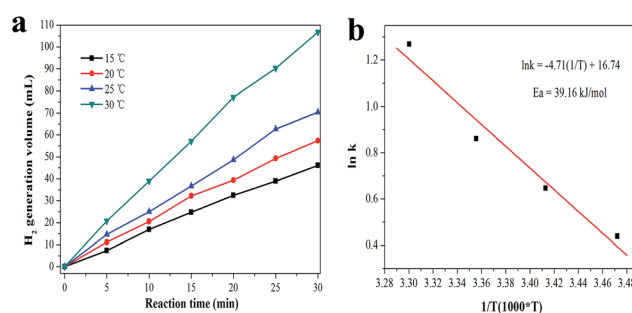 a
110
100
90
80
70
60
50
40
30
20
10
0
H₂ generation volume (mL)
15 ℃
20 ℃
25 ℃
30 ℃
0 5 10 15 20 25 30
Reaction time (min)
b
1.2
1.0
0.8
0.6
0.4
ln k
lnk = -4.71(1/T) + 16.74
Ea = 39.16 kJ/mol
3.28 3.30 3.32 3.34 3.36 3.38 3.40 3.42 3.44 3.46 3.48
1/T(1000*T)